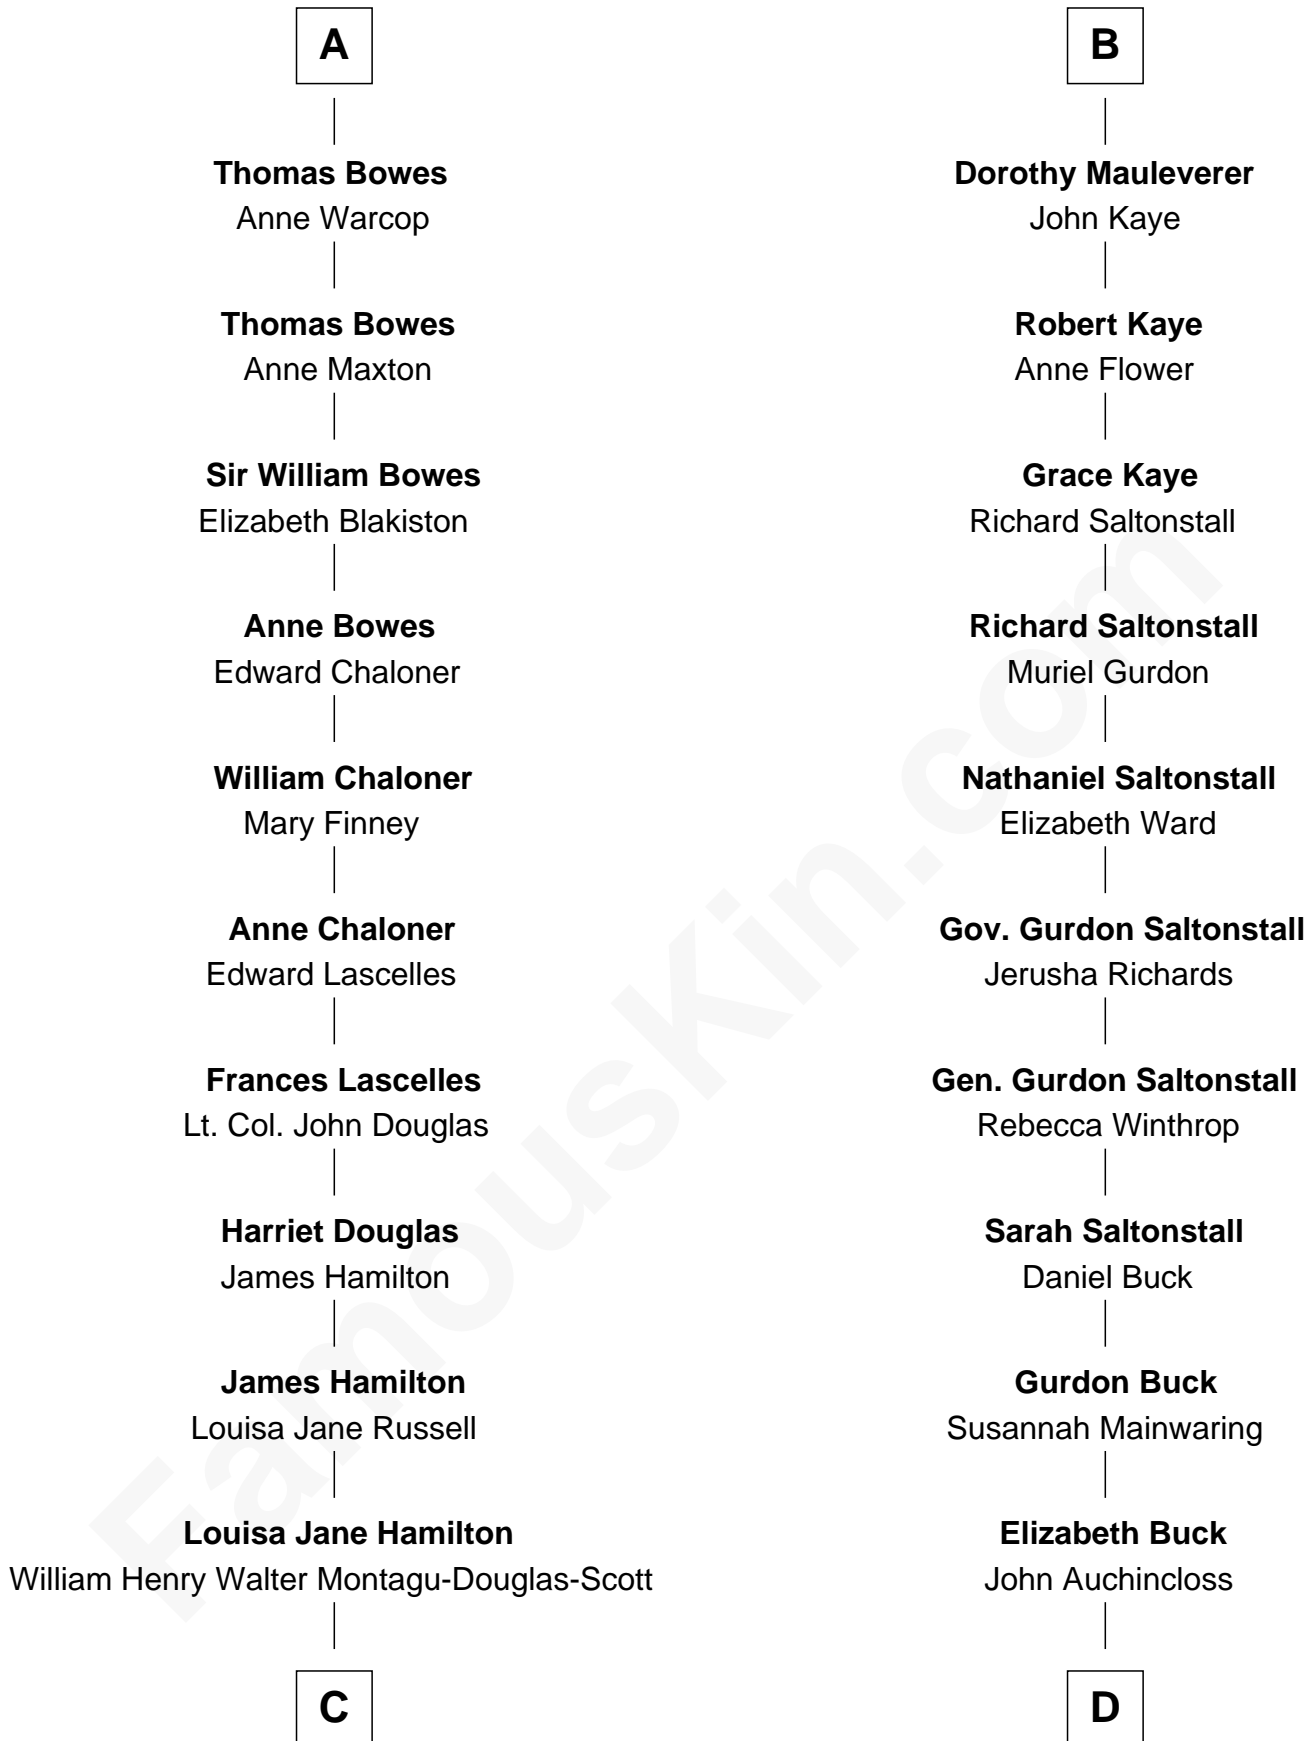 A
Thomas Bowes
Anne Warcop
Thomas Bowes
Anne Maxton
Sir William Bowes
Elizabeth Blakiston
Anne Bowes
Edward Chaloner
William Chaloner
Mary Finney
Anne Chaloner
Edward Lascelles
Frances Lascelles
Lt. Col. John Douglas
Harriet Douglas
James Hamilton
James Hamilton
Louisa Jane Russell
Louisa Jane Hamilton
William Henry Walter Montagu-Douglas-Scott
C
B
Dorothy Mauleverer
John Kaye
Robert Kaye
Anne Flower
Grace Kaye
Richard Saltonstall
Richard Saltonstall
Muriel Gurdon
Nathaniel Saltonstall
Elizabeth Ward
Gov. Gurdon Saltonstall
Jerusha Richards
Gen. Gurdon Saltonstall
Rebecca Winthrop
Sarah Saltonstall
Daniel Buck
Gurdon Buck
Susannah Mainwaring
Elizabeth Buck
John Auchincloss
D
FamousKin.com